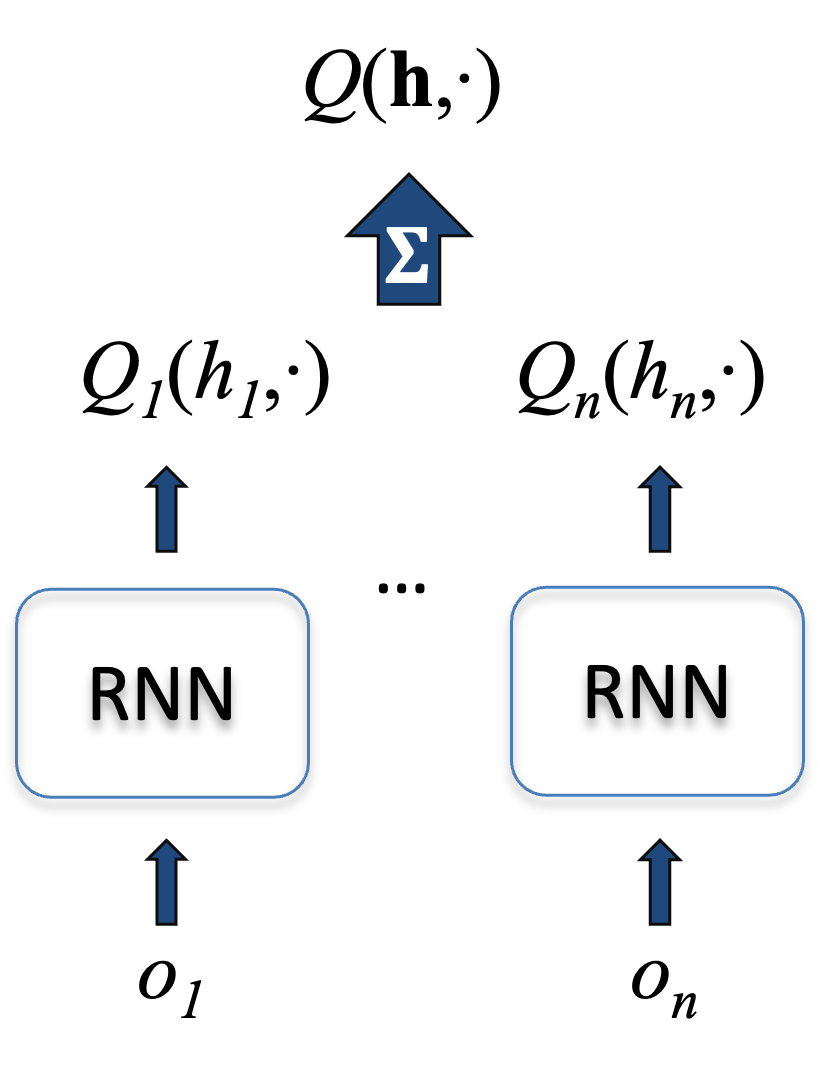 Q(𝐡,·)
Σ
Q₁(h₁,·) Qₙ(hₙ,·)
...
RNN RNN
o₁ oₙ